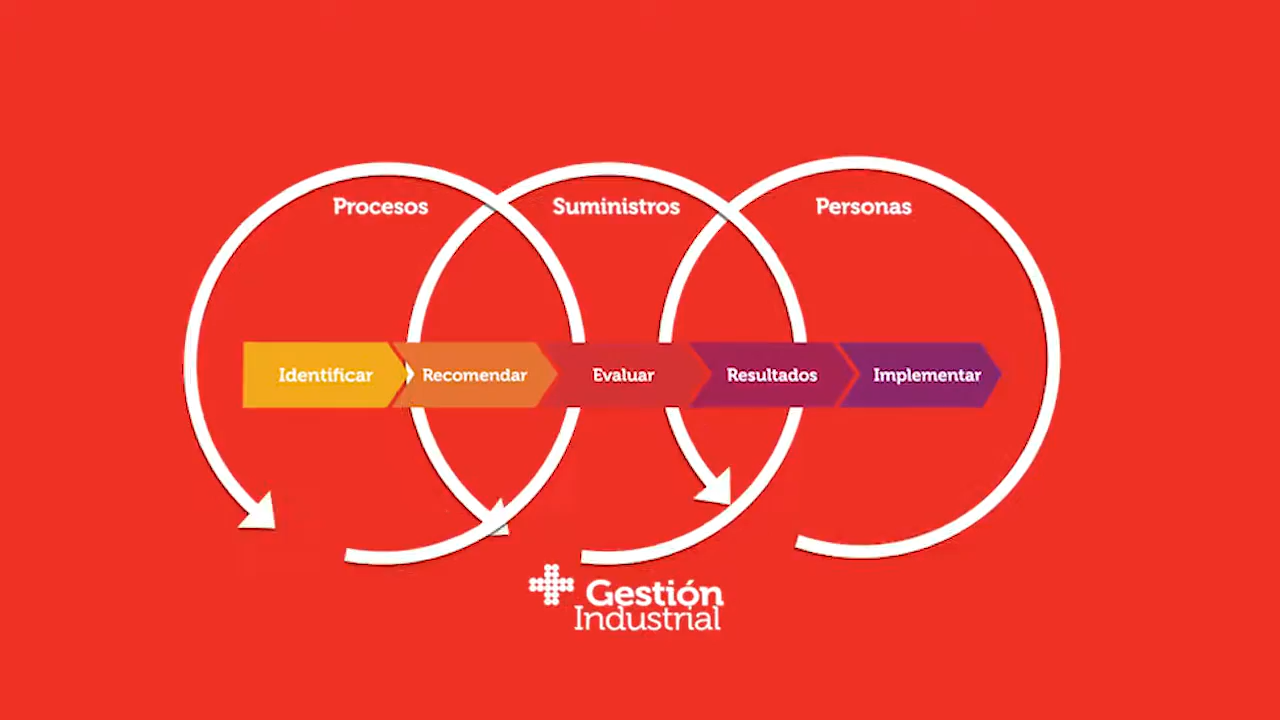 Procesos
Suministros
Personas
Identificar
Recomendar
Evaluar
Resultados
Implementar
Gestión
Industrial